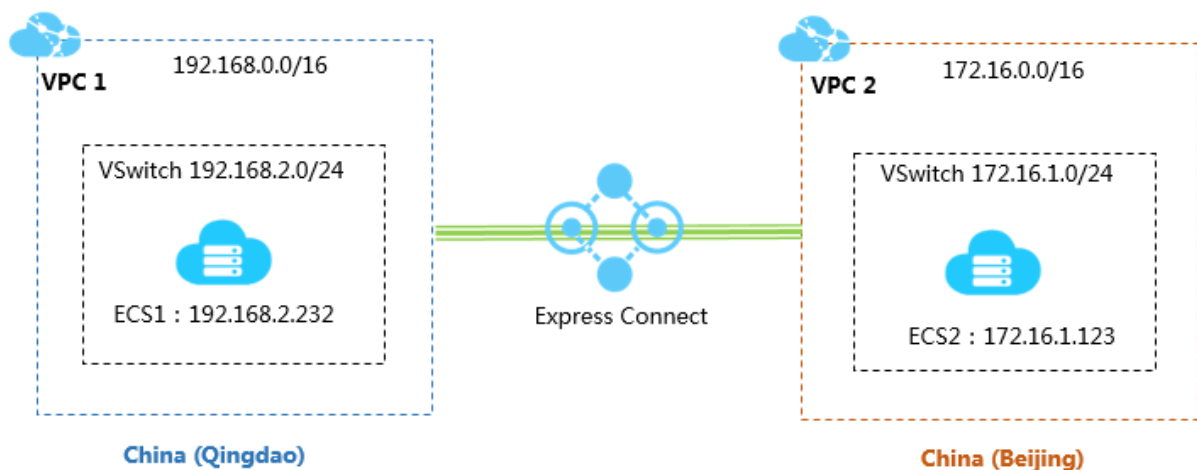 VPC 1
192.168.0.0/16
VSwitch 192.168.2.0/24
ECS1：192.168.2.232
China (Qingdao)
Express Connect
VPC 2
172.16.0.0/16
VSwitch 172.16.1.0/24
ECS2：172.16.1.123
China (Beijing)